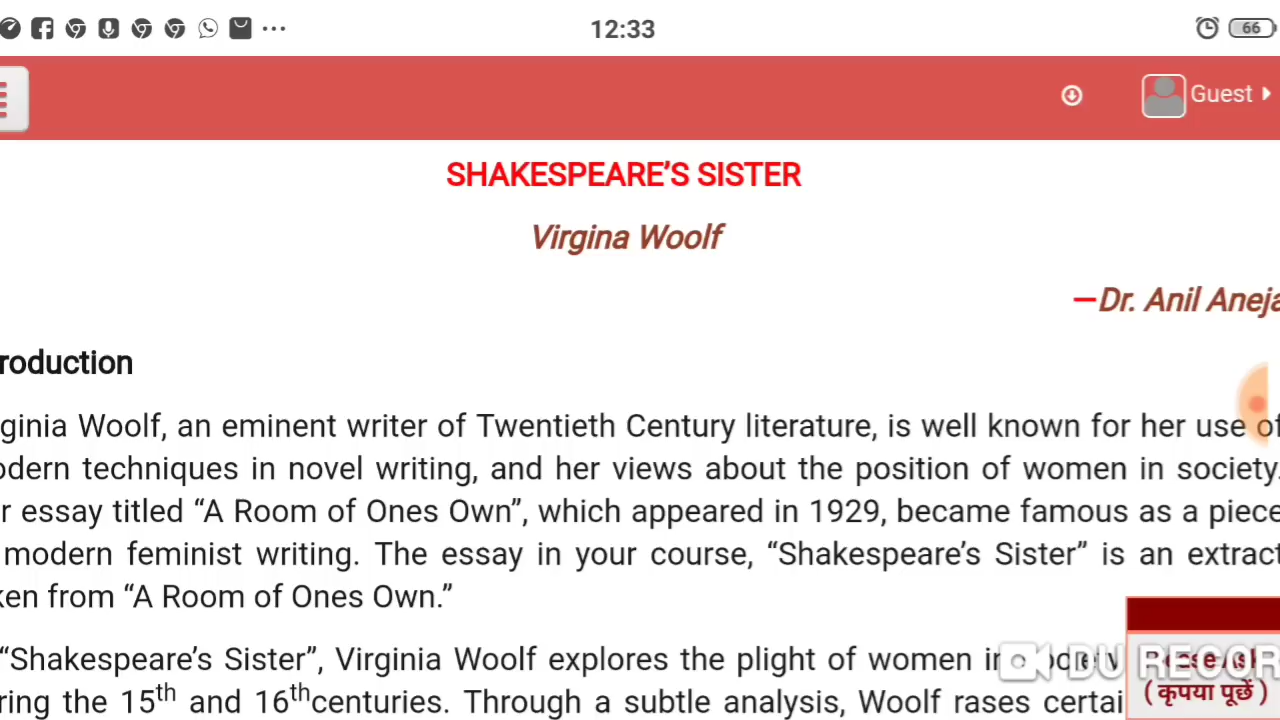 12:33
66
Guest
SHAKESPEARE'S SISTER
Virgina Woolf
—Dr. Anil Aneja
roduction
ginia Woolf, an eminent writer of Twentieth Century literature, is well known for her use of
odern techniques in novel writing, and her views about the position of women in society.
r essay titled “A Room of Ones Own”, which appeared in 1929, became famous as a piece
modern feminist writing. The essay in your course, “Shakespeare’s Sister” is an extract
ken from “A Room of Ones Own.”
“Shakespeare’s Sister”, Virginia Woolf explores the plight of women in
ring the 15th and 16thcenturies. Through a subtle analysis, Woolf rases certai
DU RECOR
(कृपया पूछें )